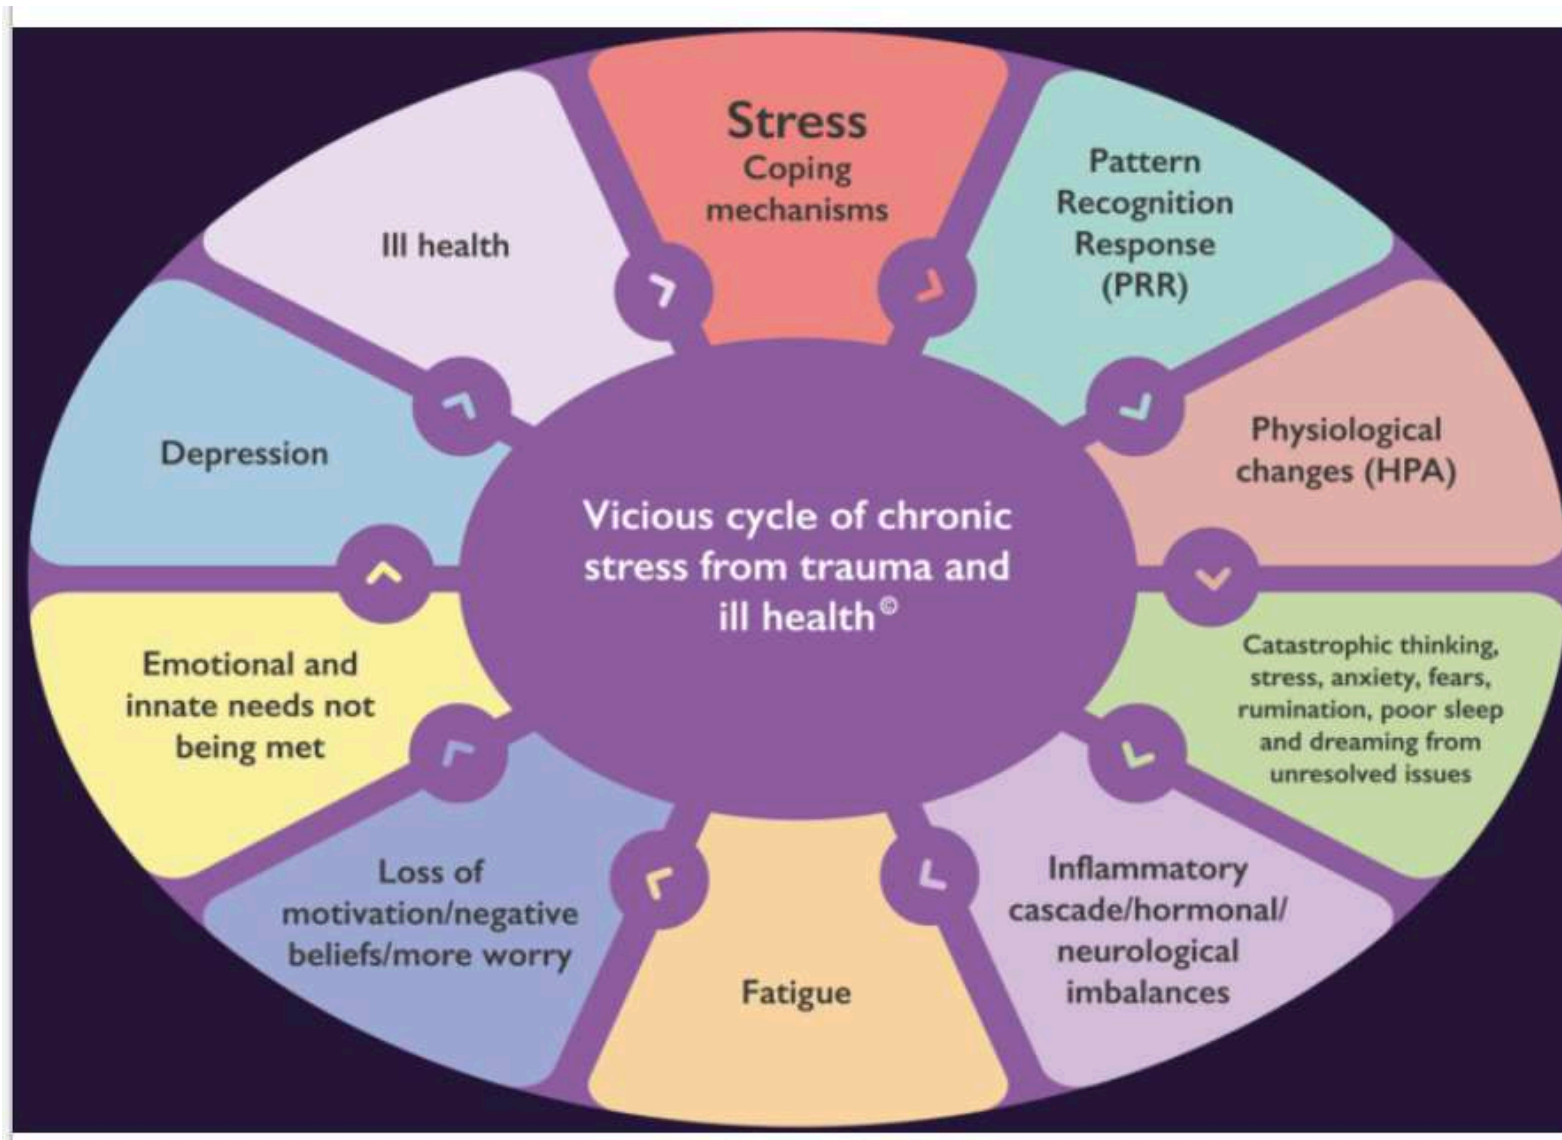 Stress
Coping
mechanisms
Pattern
Recognition
Response
(PRR)
Physiological
changes (HPA)
Catastrophic thinking,
stress, anxiety, fears,
rumination, poor sleep
and dreaming from
unresolved issues
Inflammatory
cascade/hormonal/
neurological
imbalances
Fatigue
Loss of
motivation/negative
beliefs/more worry
Emotional and
innate needs not
being met
Depression
Ill health
Vicious cycle of chronic
stress from trauma and
ill health©